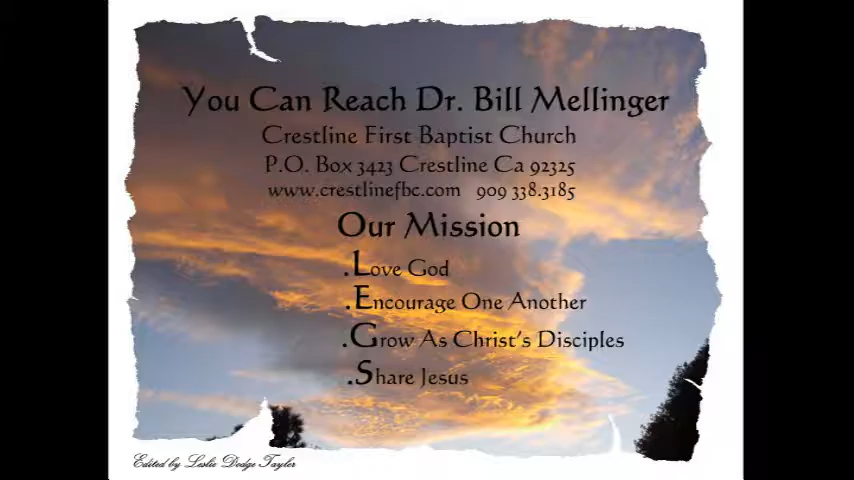 You Can Reach Dr. Bill Mellinger
Crestline First Baptist Church
P.O. Box 3423 Crestline Ca 92325
www.crestlinefbc.com 909 338.3185
Our Mission
.Love God
.Encourage One Another
.Grow As Christ's Disciples
.Share Jesus
Edited by Leslie Dodge Taylor